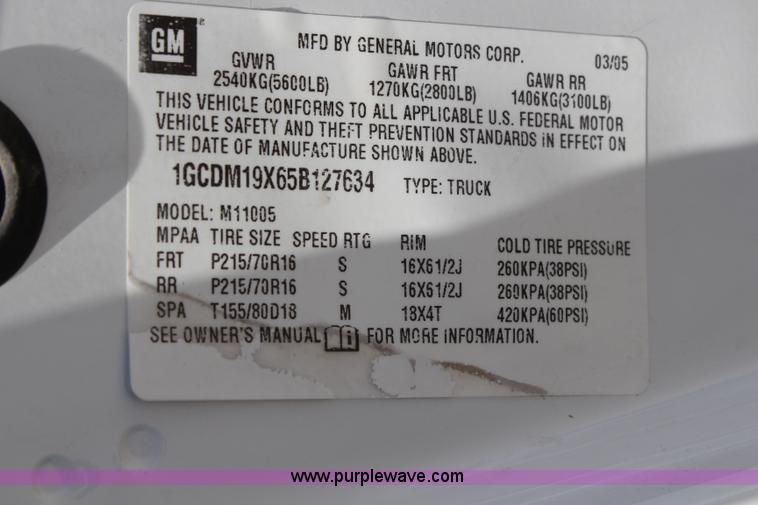 GM
MFD BY GENERAL MOTORS CORP. 03/05
GVWR GAWR FRT GAWR RR
2540KG(5600LB) 1270KG(2800LB) 1406KG(3100LB)
THIS VEHICLE CONFORMS TO ALL APPLICABLE U.S. FEDERAL MOTOR
VEHICLE SAFETY AND THEFT PREVENTION STANDARDS IN EFFECT ON
THE DATE OF MANUFACTURE SHOWN ABOVE.
1GCDM19X65B127634 TYPE: TRUCK
MODEL: M11005
MPAA TIRE SIZE SPEED RTG RIM COLD TIRE PRESSURE
FRT P215/70R16 S 16X61/2J 260KPA(38PSI)
RR P215/70R16 S 16X61/2J 260KPA(38PSI)
SPA T155/80D18 M 18X4T 420KPA(60PSI)
SEE OWNER'S MANUAL i FOR MORE INFORMATION.
www.purplewave.com